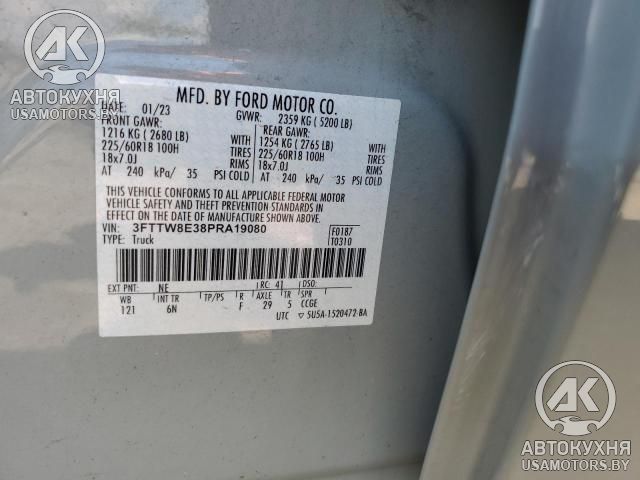 AK
АВТОКУХНЯ
USAMOTORS.BY
MFD. BY FORD MOTOR CO.
DATE: 01/23 GVWR: 2359 KG ( 5200 LB)
FRONT GAWR: REAR GAWR:
1216 KG ( 2680 LB) WITH 1254 KG ( 2765 LB) WITH
225/60R18 100H TIRES 225/60R18 100H TIRES
18x7.0J RIMS 18x7.0J RIMS
AT 240 kPa/ 35 PSI COLD AT 240 kPa/ 35 PSI COLD
THIS VEHICLE CONFORMS TO ALL APPLICABLE FEDERAL MOTOR
VEHICLE SAFETY AND THEFT PREVENTION STANDARDS IN
EFFECT ON THE DATE OF MANUFACTURE SHOWN ABOVE.
VIN: 3FTTW8E38PRA19080 F0187
TYPE: Truck T0310
EXT PNT: NE RC: 41 DSO:
WB INT TR TP/PS R AXLE TR SPR
121 6N F 29 5 CCGE
UTC ▽ 5U5A-1520472-BA
AK
АВТОКУХНЯ
USAMOTORS.BY